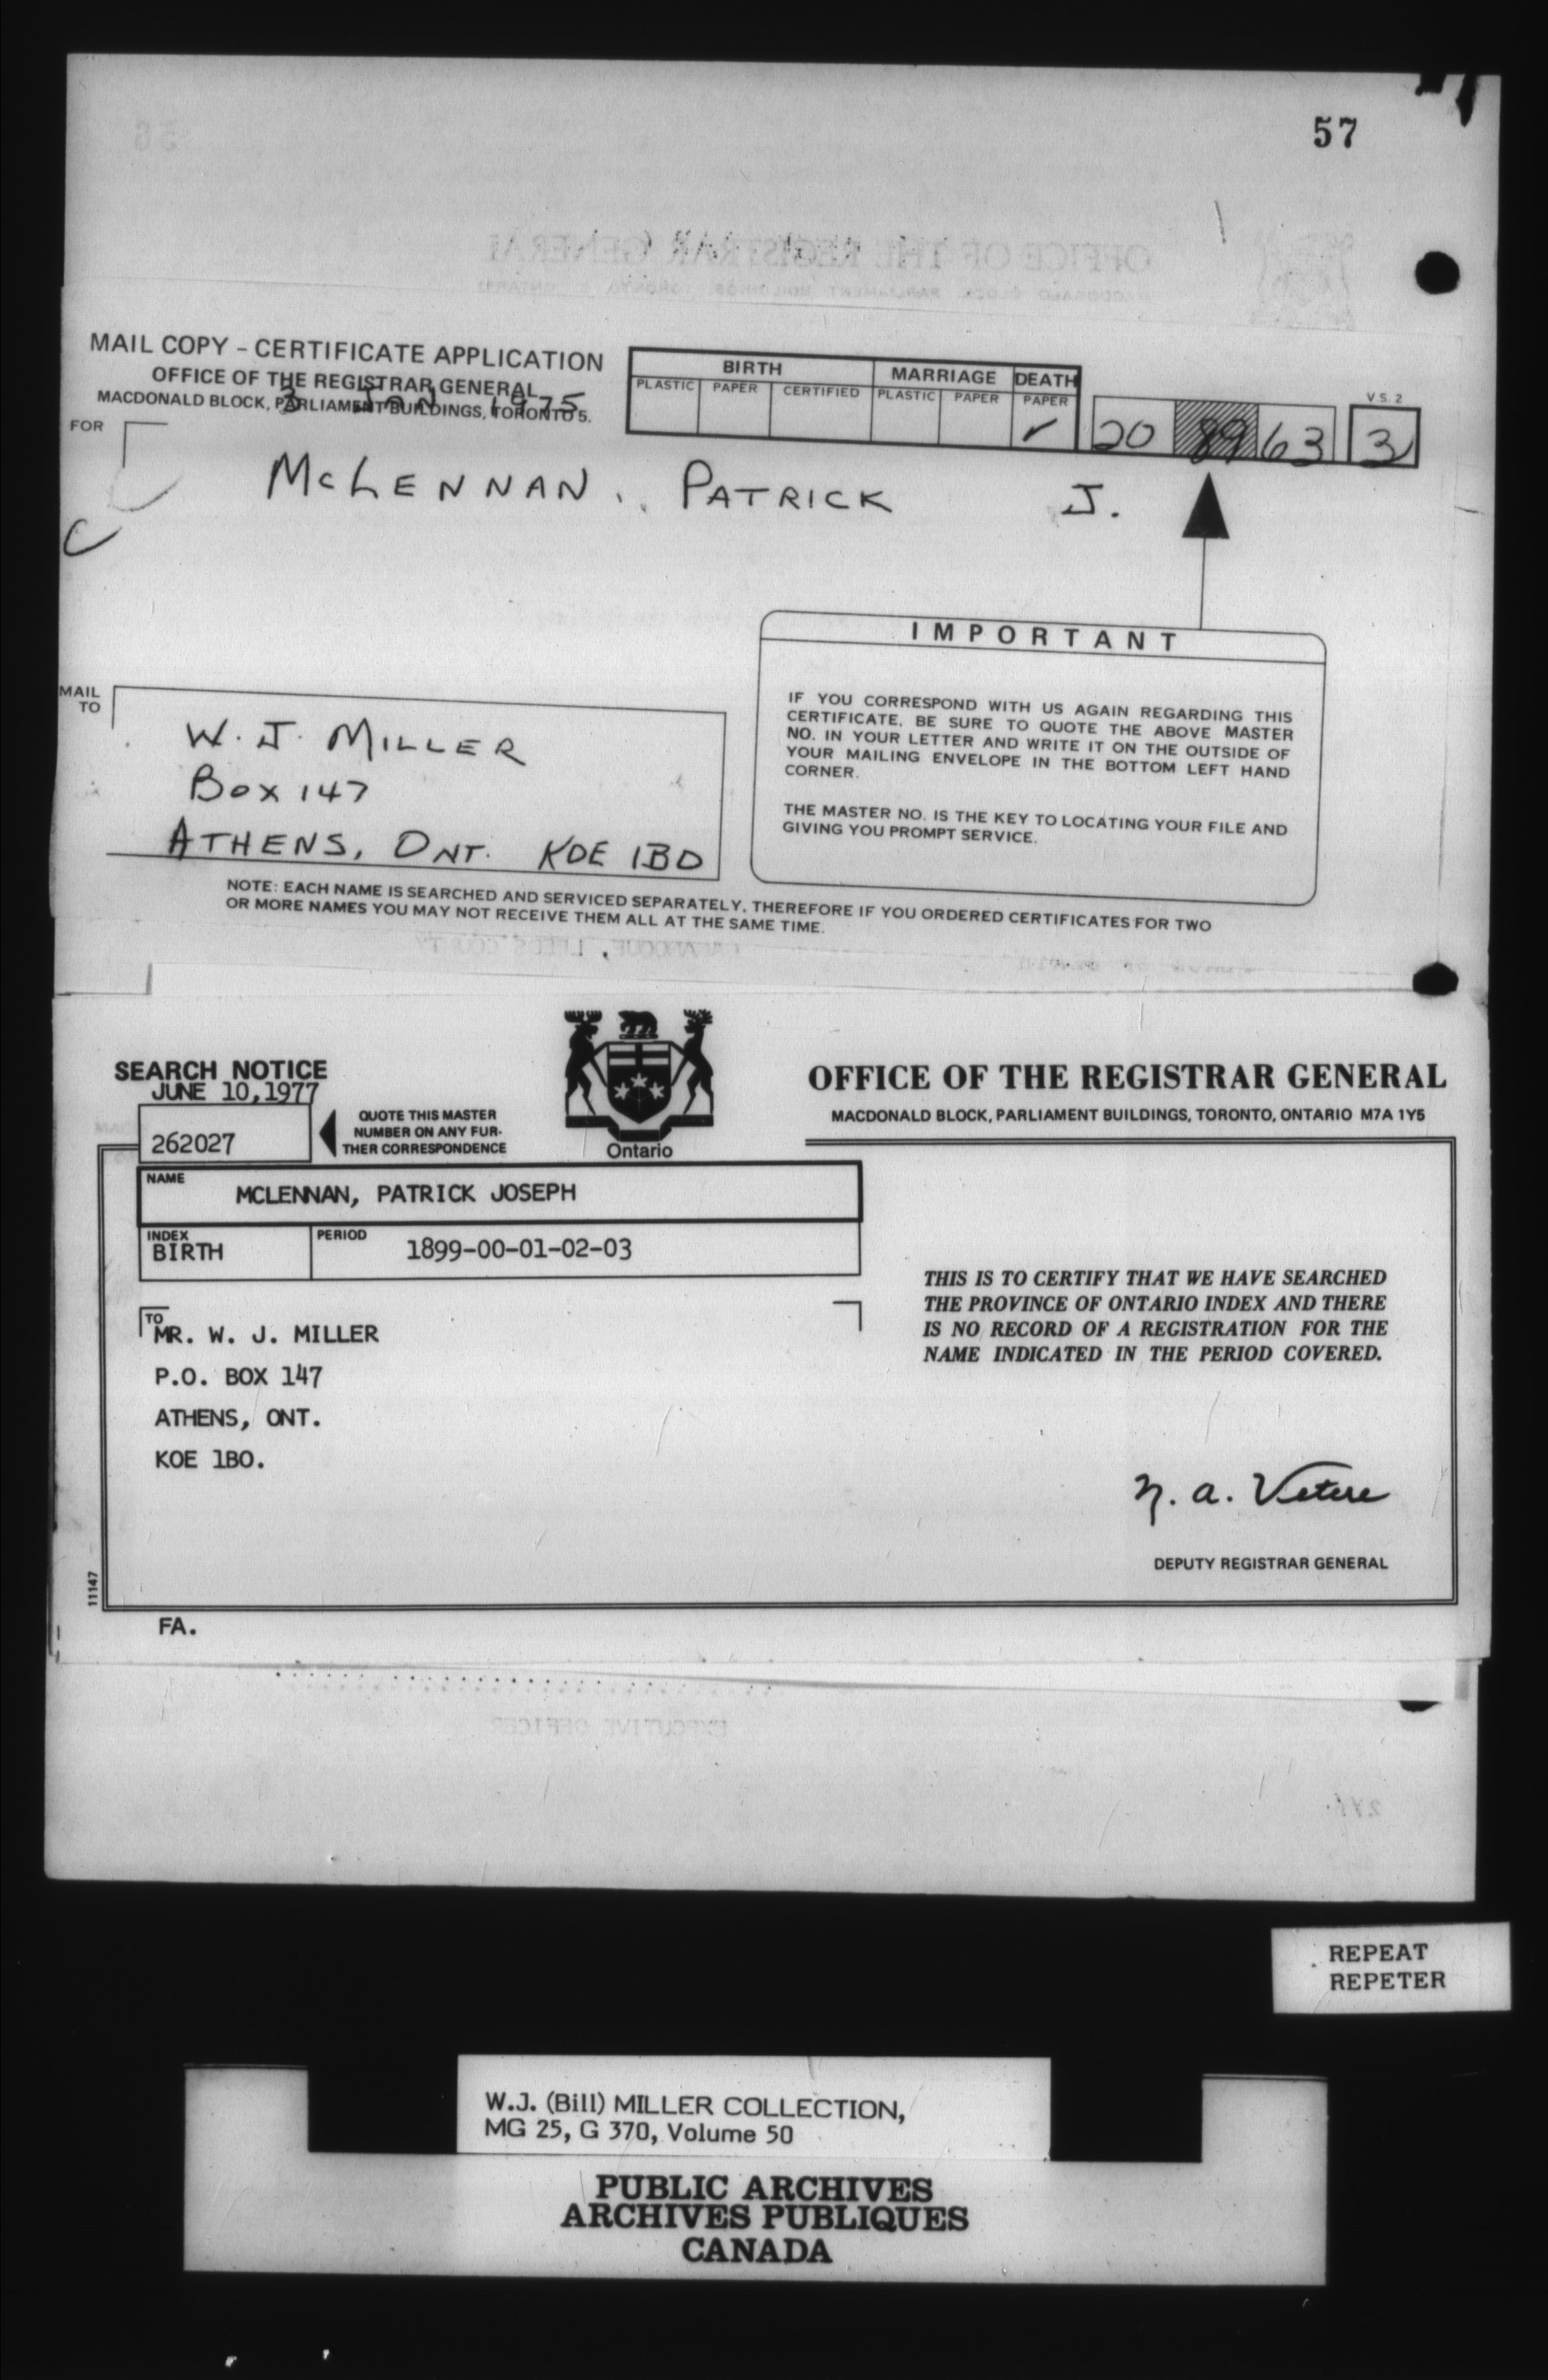 57
MAIL COPY - CERTIFICATE APPLICATION
OFFICE OF THE REGISTRAR GENERAL
MACDONALD BLOCK, PARLIAMENT BUILDINGS, TORONTO 5.
3 JAN 1975
BIRTH MARRIAGE DEATH
PLASTIC PAPER CERTIFIED PLASTIC PAPER PAPER
✓ 20 89 63
V.S. 2
3
FOR
MCLENNAN, PATRICK J.
IMPORTANT
IF YOU CORRESPOND WITH US AGAIN REGARDING THIS
CERTIFICATE, BE SURE TO QUOTE THE ABOVE MASTER
NO. IN YOUR LETTER AND WRITE IT ON THE OUTSIDE OF
YOUR MAILING ENVELOPE IN THE BOTTOM LEFT HAND
CORNER.
THE MASTER NO. IS THE KEY TO LOCATING YOUR FILE AND
GIVING YOU PROMPT SERVICE.
MAIL
TO
W. J. MILLER
BOX 147
ATHENS, ONT. K0E 1B0
NOTE: EACH NAME IS SEARCHED AND SERVICED SEPARATELY, THEREFORE IF YOU ORDERED CERTIFICATES FOR TWO
OR MORE NAMES YOU MAY NOT RECEIVE THEM ALL AT THE SAME TIME.
SEARCH NOTICE
JUNE 10,1977
262027
QUOTE THIS MASTER
NUMBER ON ANY FUR-
THER CORRESPONDENCE
Ontario
OFFICE OF THE REGISTRAR GENERAL
MACDONALD BLOCK, PARLIAMENT BUILDINGS, TORONTO, ONTARIO M7A 1Y5
NAME
MCLENNAN, PATRICK JOSEPH
INDEX
BIRTH
PERIOD
1899-00-01-02-03
TO
MR. W. J. MILLER
P.O. BOX 147
ATHENS, ONT.
KOE 1BO.
THIS IS TO CERTIFY THAT WE HAVE SEARCHED
THE PROVINCE OF ONTARIO INDEX AND THERE
IS NO RECORD OF A REGISTRATION FOR THE
NAME INDICATED IN THE PERIOD COVERED.
DEPUTY REGISTRAR GENERAL
11147
FA.
REPEAT
REPETER
W.J. (Bill) MILLER COLLECTION,
MG 25, G 370, Volume 50
PUBLIC ARCHIVES
ARCHIVES PUBLIQUES
CANADA